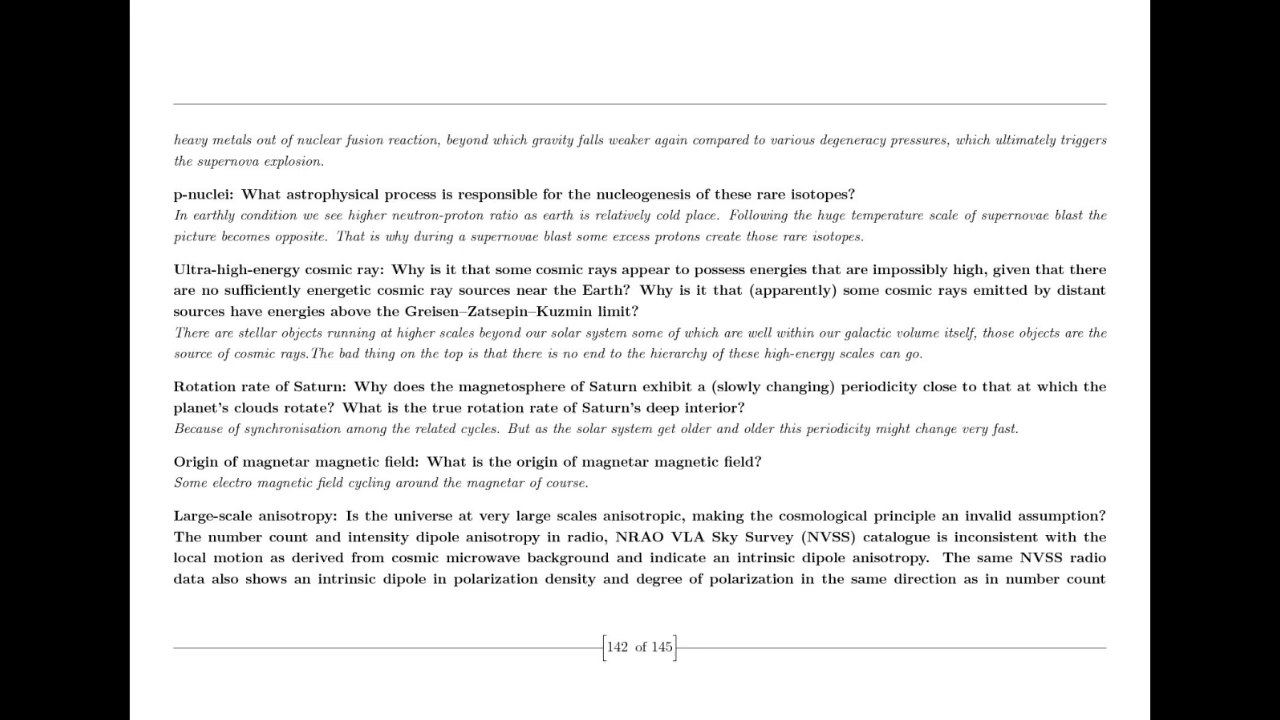 heavy metals out of nuclear fusion reaction, beyond which gravity falls weaker again compared to various degeneracy pressures, which ultimately triggers
the supernova explosion.
p-nuclei: What astrophysical process is responsible for the nucleogenesis of these rare isotopes?
In earthly condition we see higher neutron-proton ratio as earth is relatively cold place. Following the huge temperature scale of supernovae blast the
picture becomes opposite. That is why during a supernovae blast some excess protons create those rare isotopes.
Ultra-high-energy cosmic ray: Why is it that some cosmic rays appear to possess energies that are impossibly high, given that there
are no sufficiently energetic cosmic ray sources near the Earth? Why is it that (apparently) some cosmic rays emitted by distant
sources have energies above the Greisen–Zatsepin–Kuzmin limit?
There are stellar objects running at higher scales beyond our solar system some of which are well within our galactic volume itself, those objects are the
source of cosmic rays.The bad thing on the top is that there is no end to the hierarchy of these high-energy scales can go.
Rotation rate of Saturn: Why does the magnetosphere of Saturn exhibit a (slowly changing) periodicity close to that at which the
planet's clouds rotate? What is the true rotation rate of Saturn's deep interior?
Because of synchronisation among the related cycles. But as the solar system get older and older this periodicity might change very fast.
Origin of magnetar magnetic field: What is the origin of magnetar magnetic field?
Some electro magnetic field cycling around the magnetar of course.
Large-scale anisotropy: Is the universe at very large scales anisotropic, making the cosmological principle an invalid assumption?
The number count and intensity dipole anisotropy in radio, NRAO VLA Sky Survey (NVSS) catalogue is inconsistent with the
local motion as derived from cosmic microwave background and indicate an intrinsic dipole anisotropy. The same NVSS radio
data also shows an intrinsic dipole in polarization density and degree of polarization in the same direction as in number count
[142 of 145]